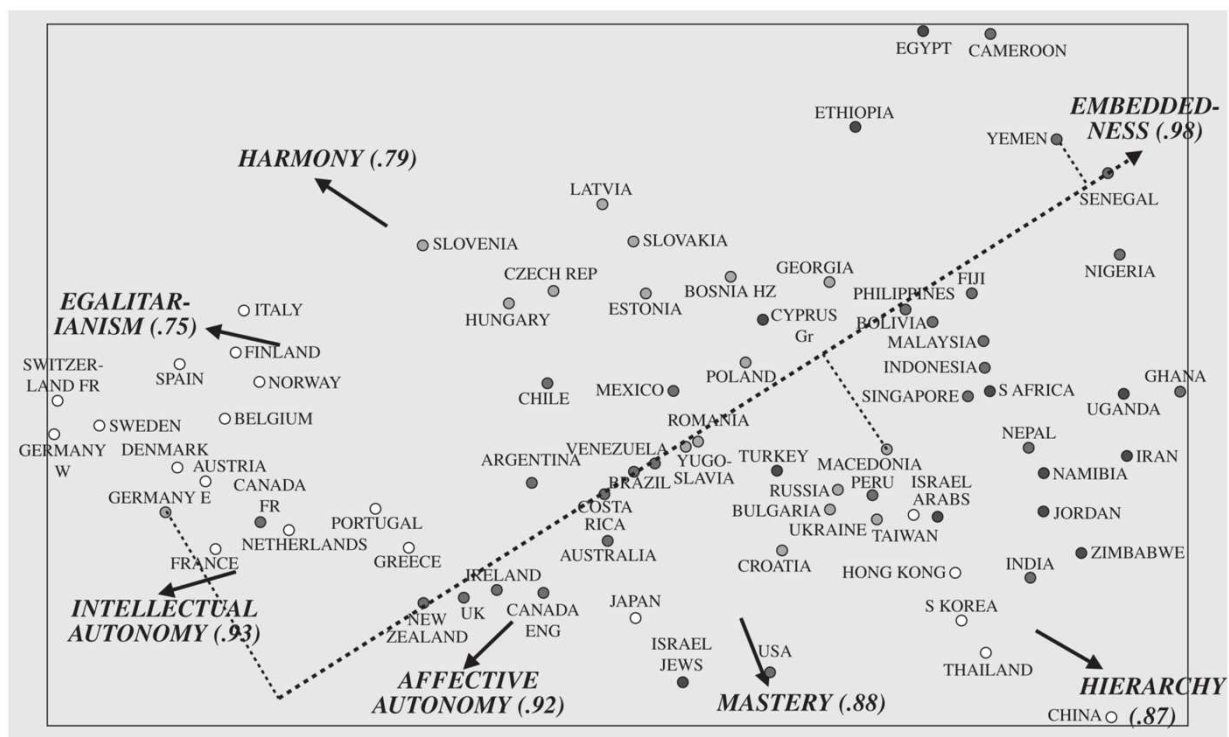 EGYPT
CAMEROON
ETHIOPIA
EMBEDDED-
NESS (.98)
YEMEN
HARMONY (.79)
LATVIA
SENEGAL
SLOVENIA
SLOVAKIA
NIGERIA
CZECH REP
GEORGIA
FIJI
BOSNIA HZ
EGALITAR-
IANISM (.75)
ITALY
HUNGARY
ESTONIA
PHILIPPINES
CYPRUS
Gr
BOLIVIA
MALAYSIA
FINLAND
SWITZER-
LAND FR
SPAIN
NORWAY
POLAND
INDONESIA
GHANA
CHILE
MEXICO
SINGAPORE
S AFRICA
UGANDA
SWEDEN
BELGIUM
ROMANIA
NEPAL
GERMANY
W
DENMARK
AUSTRIA
ARGENTINA
VENEZUELA
YUGO-
SLAVIA
TURKEY
MACEDONIA
IRAN
CANADA
FR
BRAZIL
PERU
ISRAEL
ARABS
NAMIBIA
GERMANY E
RUSSIA
COSTA
RICA
BULGARIA
JORDAN
PORTUGAL
UKRAINE
TAIWAN
NETHERLANDS
AUSTRALIA
FRANCE
GREECE
CROATIA
ZIMBABWE
IRELAND
HONG KONG
INDIA
INTELLECTUAL
AUTONOMY (.93)
NEW
ZEALAND
UK
CANADA
ENG
JAPAN
S KOREA
ISRAEL
JEWS
USA
THAILAND
AFFECTIVE
AUTONOMY (.92)
MASTERY (.88)
HIERARCHY
(.87)
CHINA